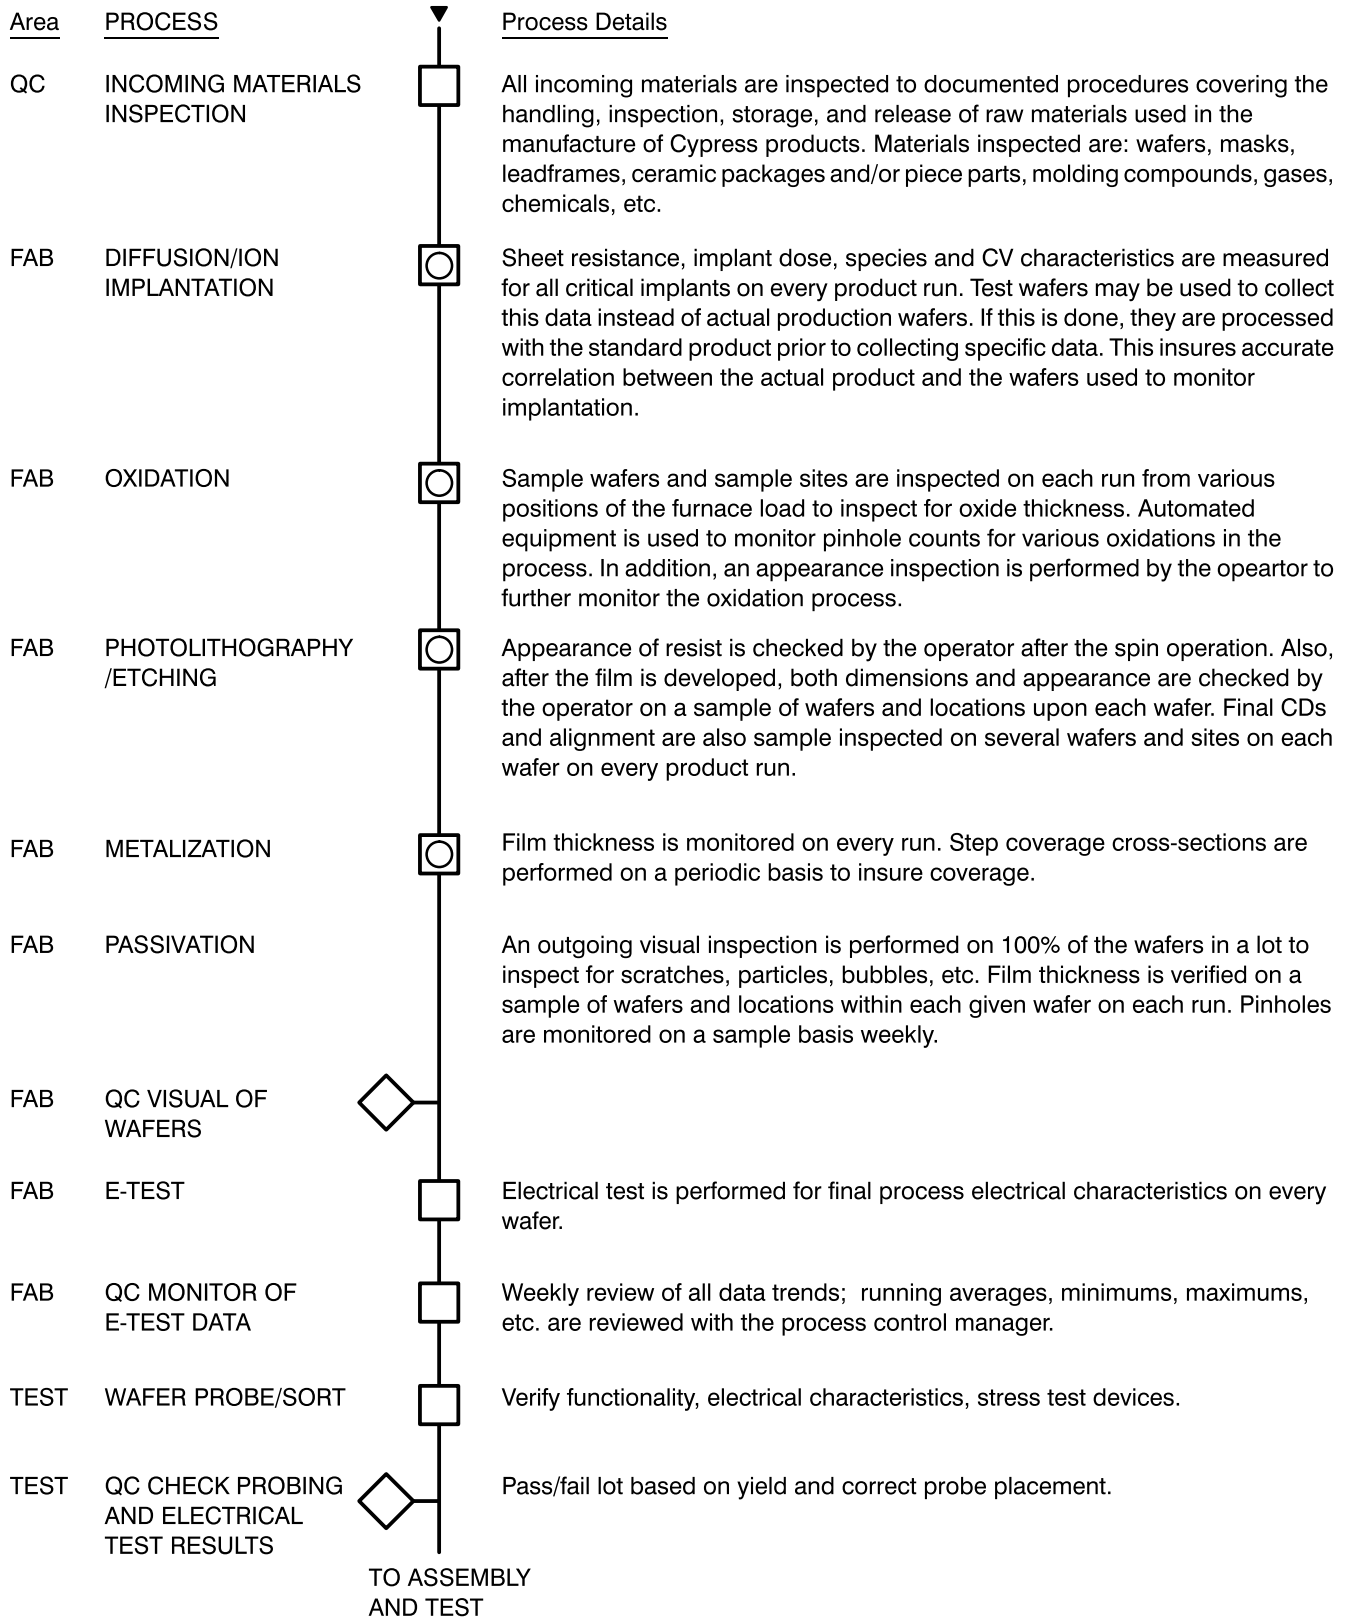 Area PROCESS Process Details
QC INCOMING MATERIALS All incoming materials are inspected to documented procedures covering the
INSPECTION handling, inspection, storage, and release of raw materials used in the
manufacture of Cypress products. Materials inspected are: wafers, masks,
leadframes, ceramic packages and/or piece parts, molding compounds, gases,
chemicals, etc.
FAB DIFFUSION/ION Sheet resistance, implant dose, species and CV characteristics are measured
IMPLANTATION for all critical implants on every product run. Test wafers may be used to collect
this data instead of actual production wafers. If this is done, they are processed
with the standard product prior to collecting specific data. This insures accurate
correlation between the actual product and the wafers used to monitor
implantation.
FAB OXIDATION Sample wafers and sample sites are inspected on each run from various
positions of the furnace load to inspect for oxide thickness. Automated
equipment is used to monitor pinhole counts for various oxidations in the
process. In addition, an appearance inspection is performed by the opeartor to
further monitor the oxidation process.
FAB PHOTOLITHOGRAPHY Appearance of resist is checked by the operator after the spin operation. Also,
/ETCHING after the film is developed, both dimensions and appearance are checked by
the operator on a sample of wafers and locations upon each wafer. Final CDs
and alignment are also sample inspected on several wafers and sites on each
wafer on every product run.
FAB METALIZATION Film thickness is monitored on every run. Step coverage cross-sections are
performed on a periodic basis to insure coverage.
FAB PASSIVATION An outgoing visual inspection is performed on 100% of the wafers in a lot to
inspect for scratches, particles, bubbles, etc. Film thickness is verified on a
sample of wafers and locations within each given wafer on each run. Pinholes
are monitored on a sample basis weekly.
FAB QC VISUAL OF
WAFERS
FAB E-TEST Electrical test is performed for final process electrical characteristics on every
wafer.
FAB QC MONITOR OF Weekly review of all data trends; running averages, minimums, maximums,
E-TEST DATA etc. are reviewed with the process control manager.
TEST WAFER PROBE/SORT Verify functionality, electrical characteristics, stress test devices.
TEST QC CHECK PROBING Pass/fail lot based on yield and correct probe placement.
AND ELECTRICAL
TEST RESULTS
TO ASSEMBLY
AND TEST